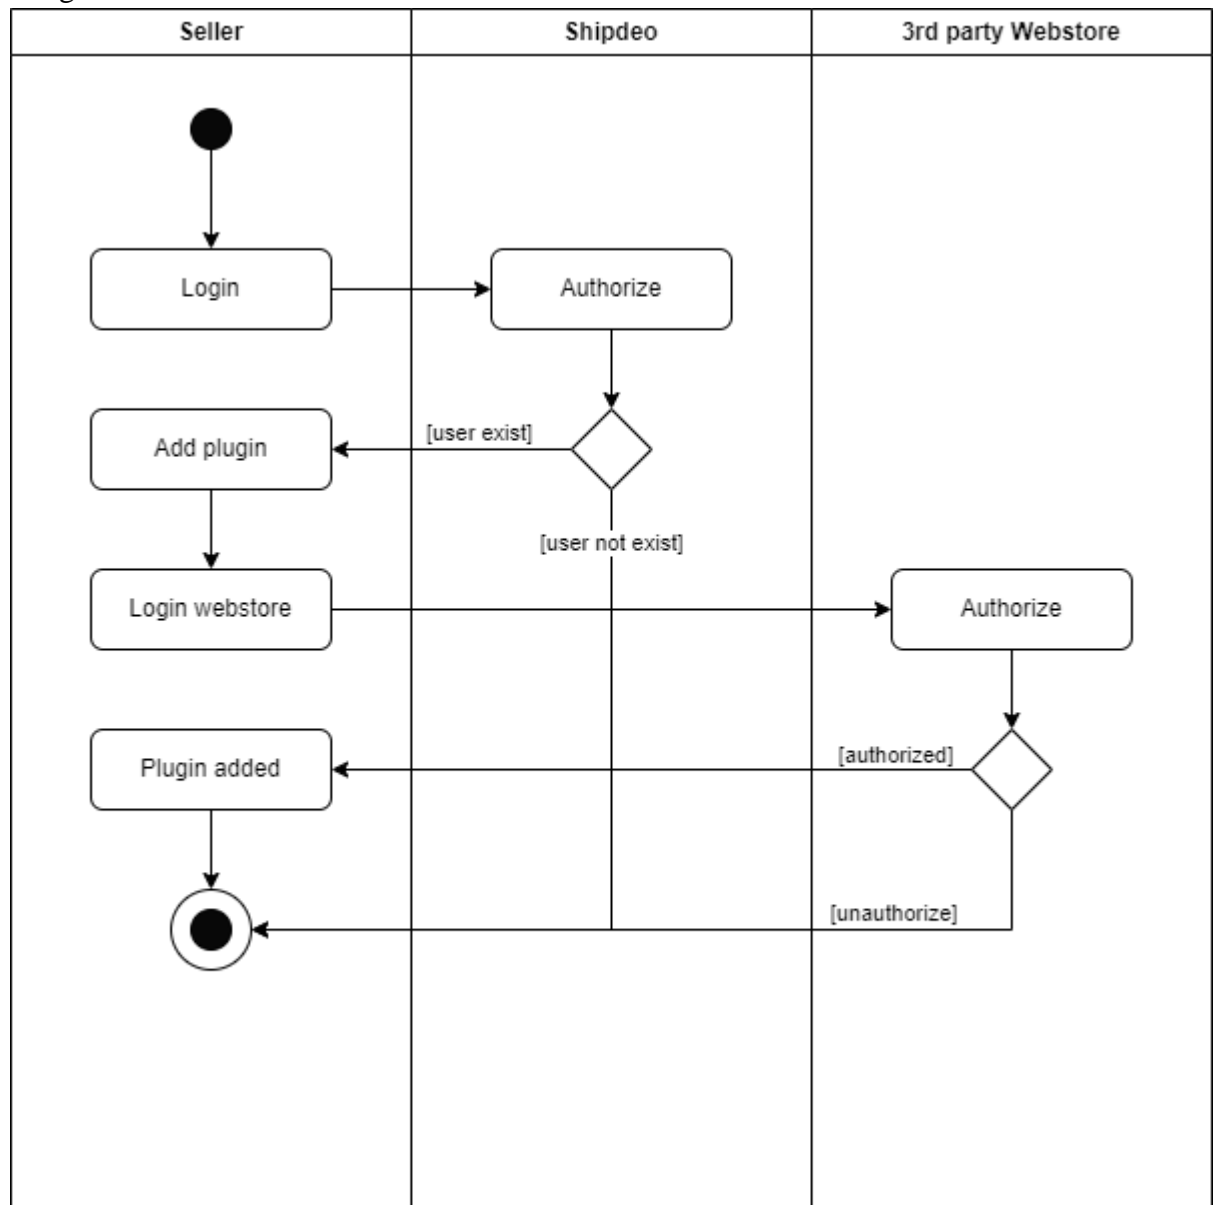 Seller
Shipdeo
3rd party Webstore
Login
Authorize
Add plugin
[user exist]
[user not exist]
Login webstore
Authorize
Plugin added
[authorized]
[unauthorize]